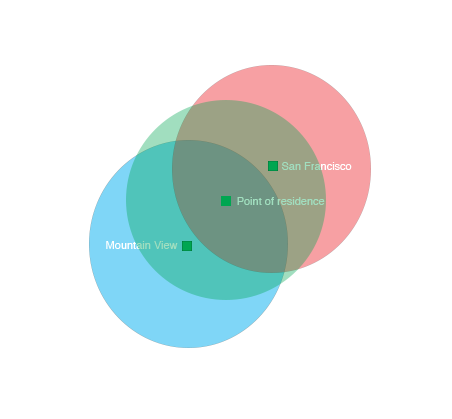 San Francisco
Point of residence
Mountain View